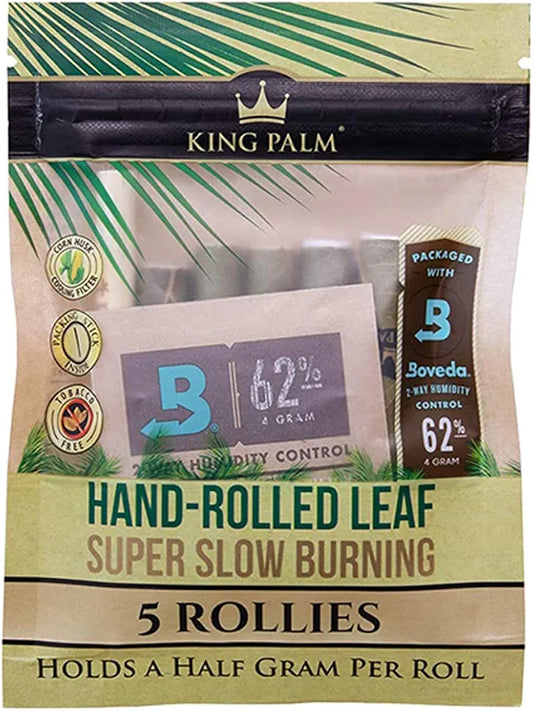 KING PALM®
CORN HUSK
COOLING FILTER
PACKING STICK
INSIDE
TOBACCO
FREE
PACKAGED
WITH
B
Boveda.
2-WAY HUMIDITY
CONTROL
62%
4 GRAM
B®
62%
4 GRAM
2-WAY HUMIDITY CONTROL
HAND-ROLLED LEAF
SUPER SLOW BURNING
5 ROLLIES
HOLDS A HALF GRAM PER ROLL